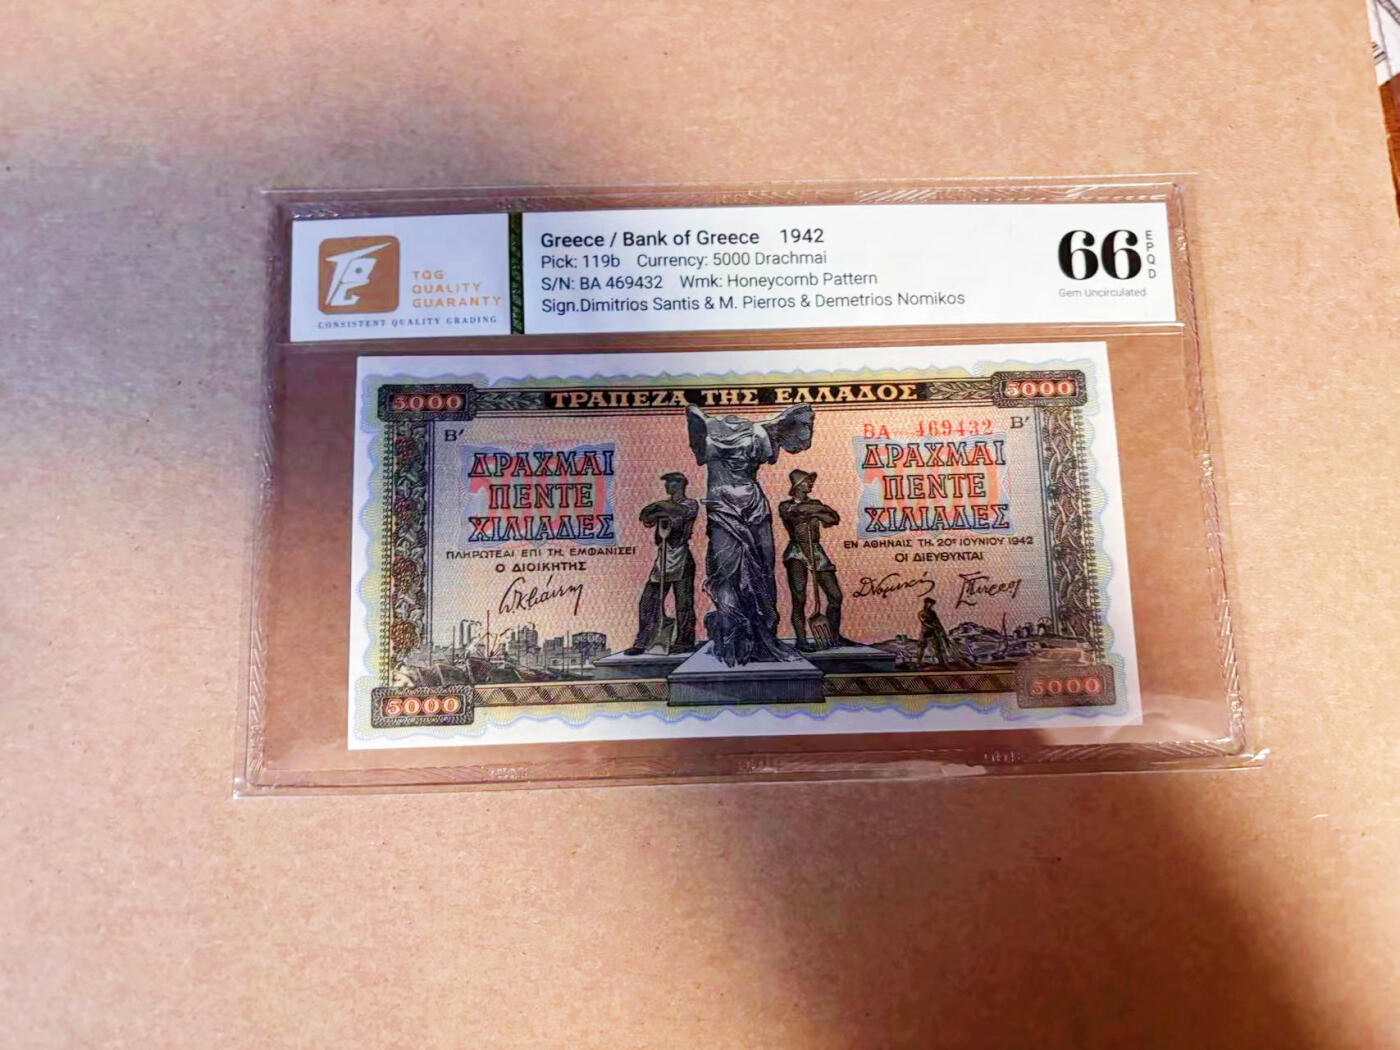 TQG
QUALITY
GUARANTY
CONSISTENT QUALITY GRADING
Greece / Bank of Greece 1942
Pick: 119b Currency: 5000 Drachmai
S/N: BA 469432 Wmk: Honeycomb Pattern
Sign.Dimitrios Santis & M. Pierros & Demetrios Nomikos
66
EPQD
Gem Uncirculated
5000
ΤΡΑΠΕΖΑ ΤΗΣ ΕΛΛΑΔΟΣ
5000
Β′
ΒΑ 469432
Β′
ΔΡΑΧΜΑΙ
ΠΕΝΤΕ
ΧΙΛΙΑΔΕΣ
ΠΛΗΡΩΤΕΑΙ ΕΠΙ ΤΗ ΕΜΦΑΝΙΣΕΙ
Ο ΔΙΟΙΚΗΤΗΣ
ΔΡΑΧΜΑΙ
ΠΕΝΤΕ
ΧΙΛΙΑΔΕΣ
ΕΝ ΑΘΗΝΑΙΣ ΤΗ 20ῌ ΙΟΥΝΙΟΥ 1942
ΟΙ ΔΙΕΥΘΥΝΤΑΙ
5000
5000